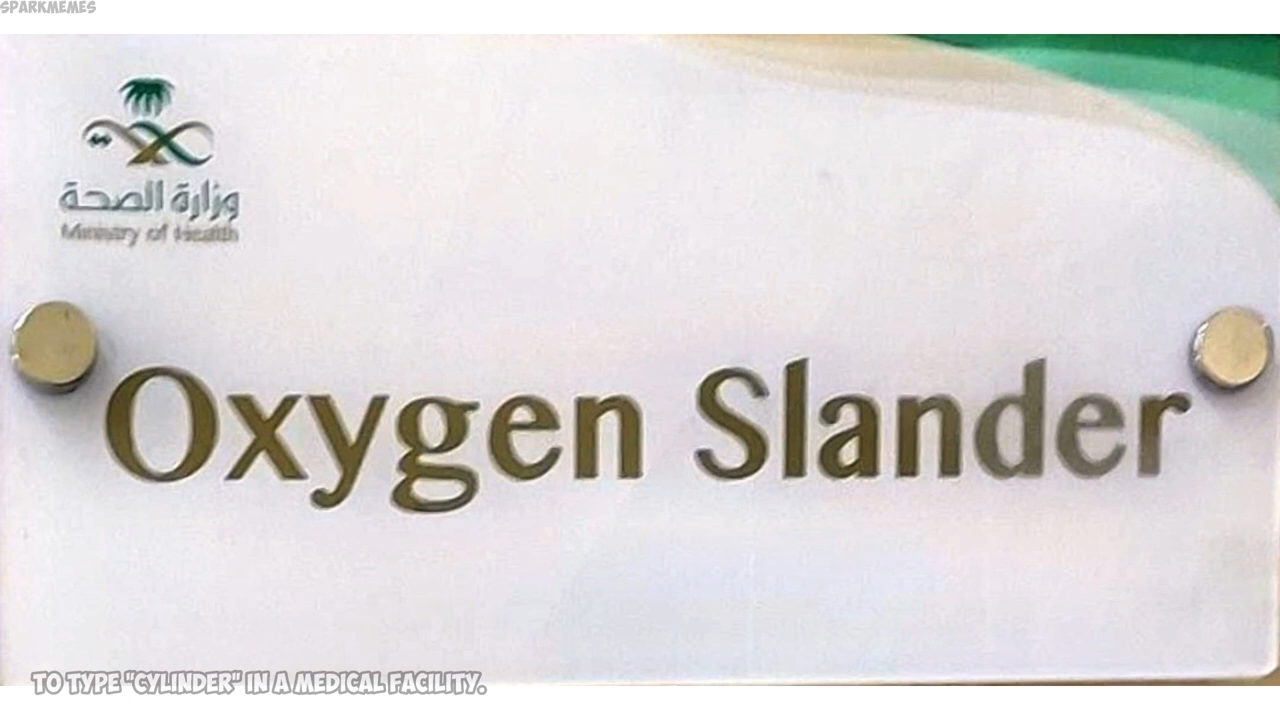 SPARKMEMES
وزارة الصحة
Ministry of Health
Oxygen Slander
TO TYPE "CYLINDER" IN A MEDICAL FACILITY.